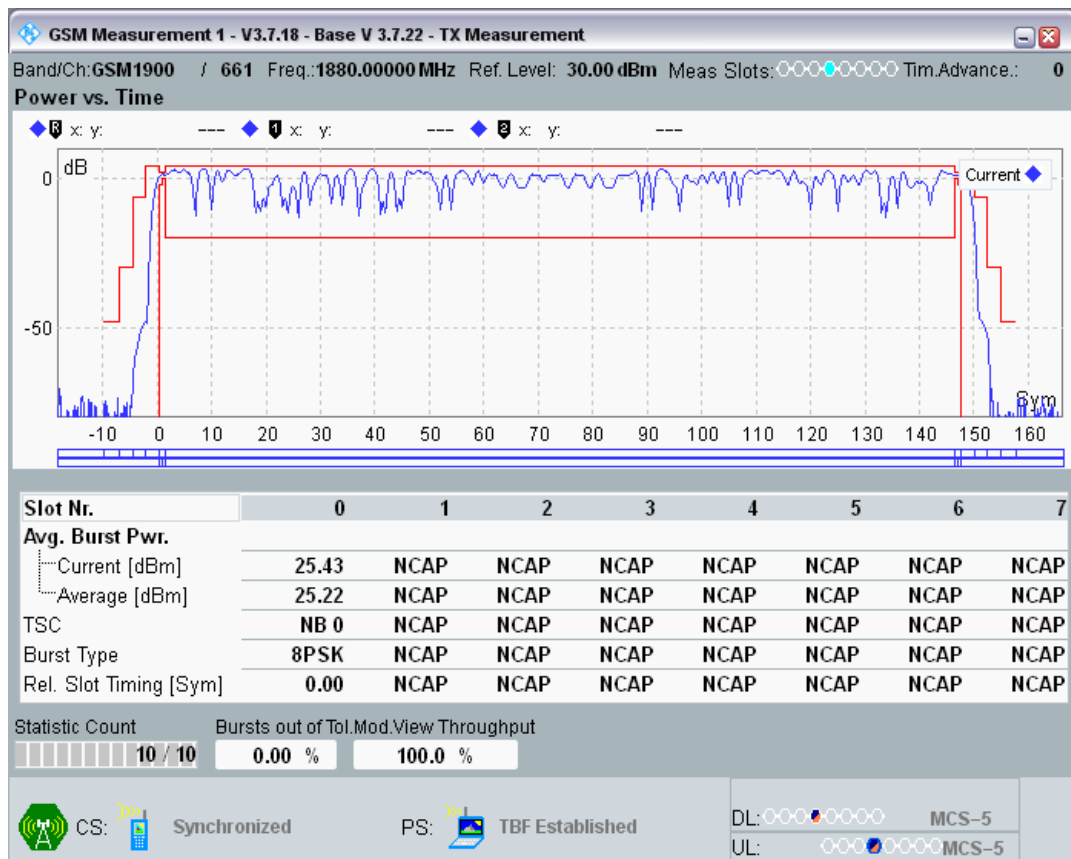 GSM Measurement 1 - V3.7.18 - Base V 3.7.22 - TX Measurement
Band/Ch:GSM1900 / 661 Freq.:1880.00000 MHz Ref. Level: 30.00 dBm Meas Slots: Tim.Advance.: 0
Power vs. Time
R x: y: --- 1 x: y: --- 2 x: y: ---
dB
0
Current
-50
Sym
-10 0 10 20 30 40 50 60 70 80 90 100 110 120 130 140 150 160
Slot Nr. 0 1 2 3 4 5 6 7
Avg. Burst Pwr.
Current [dBm] 25.43 NCAP NCAP NCAP NCAP NCAP NCAP NCAP
Average [dBm] 25.22 NCAP NCAP NCAP NCAP NCAP NCAP NCAP
TSC NB 0 NCAP NCAP NCAP NCAP NCAP NCAP NCAP
Burst Type 8PSK NCAP NCAP NCAP NCAP NCAP NCAP NCAP
Rel. Slot Timing [Sym] 0.00 NCAP NCAP NCAP NCAP NCAP NCAP NCAP
Statistic Count Bursts out of Tol. Mod.View Throughput
10 / 10 0.00 % 100.0 %
CS: Synchronized PS: TBF Established
DL: MCS-5
UL: MCS-5